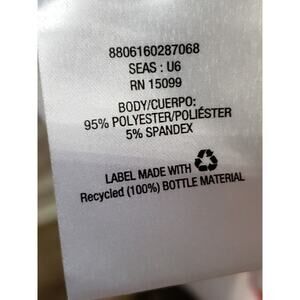 8806160287068
SEAS : U6
RN 15099
BODY/CUERPO:
95% POLYESTER/POLIÉSTER
5% SPANDEX
LABEL MADE WITH
Recycled (100%) BOTTLE MATERIAL